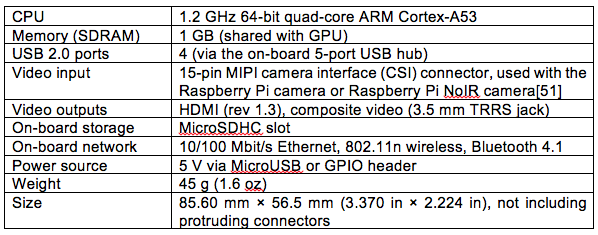 CPU 1.2 GHz 64-bit quad-core ARM Cortex-A53
Memory (SDRAM) 1 GB (shared with GPU)
USB 2.0 ports 4 (via the on-board 5-port USB hub)
Video input 15-pin MIPI camera interface (CSI) connector, used with the
Raspberry Pi camera or Raspberry Pi NoIR camera[51]
Video outputs HDMI (rev 1.3), composite video (3.5 mm TRRS jack)
On-board storage MicroSDHC slot
On-board network 10/100 Mbit/s Ethernet, 802.11n wireless, Bluetooth 4.1
Power source 5 V via MicroUSB or GPIO header
Weight 45 g (1.6 oz)
Size 85.60 mm × 56.5 mm (3.370 in × 2.224 in), not including
protruding connectors